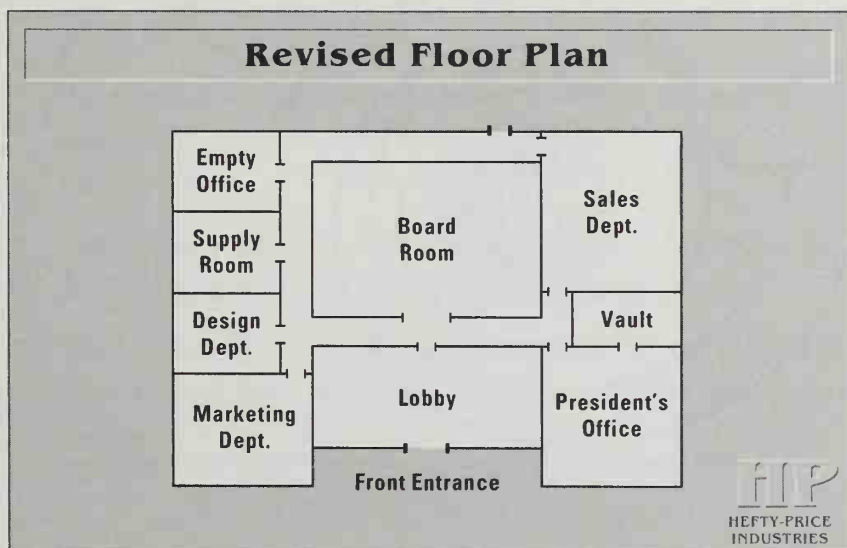 Revised Floor Plan
Empty
Office
Supply
Room
Design
Dept.
Marketing
Dept.
Board
Room
Lobby
Front Entrance
Sales
Dept.
Vault
President's
Office
HP
HEFTY-PRICE
INDUSTRIES